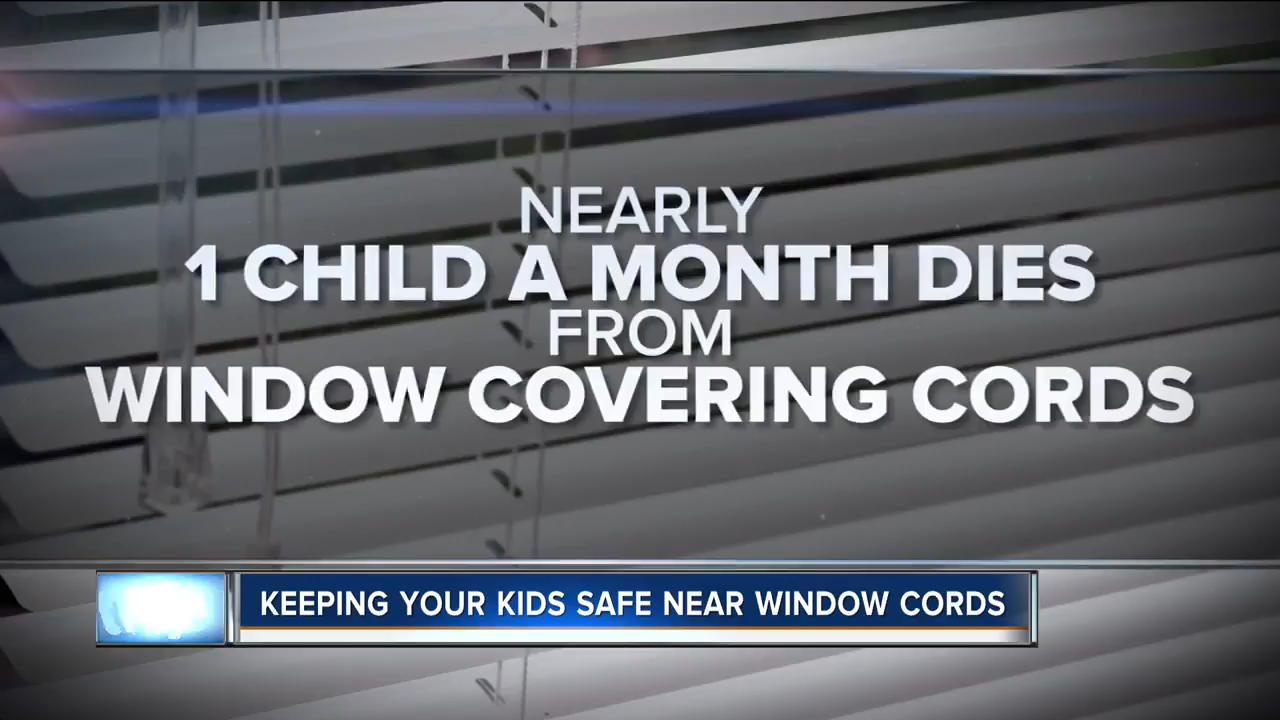 NEARLY
1 CHILD A MONTH DIES
FROM
WINDOW COVERING CORDS
KEEPING YOUR KIDS SAFE NEAR WINDOW CORDS